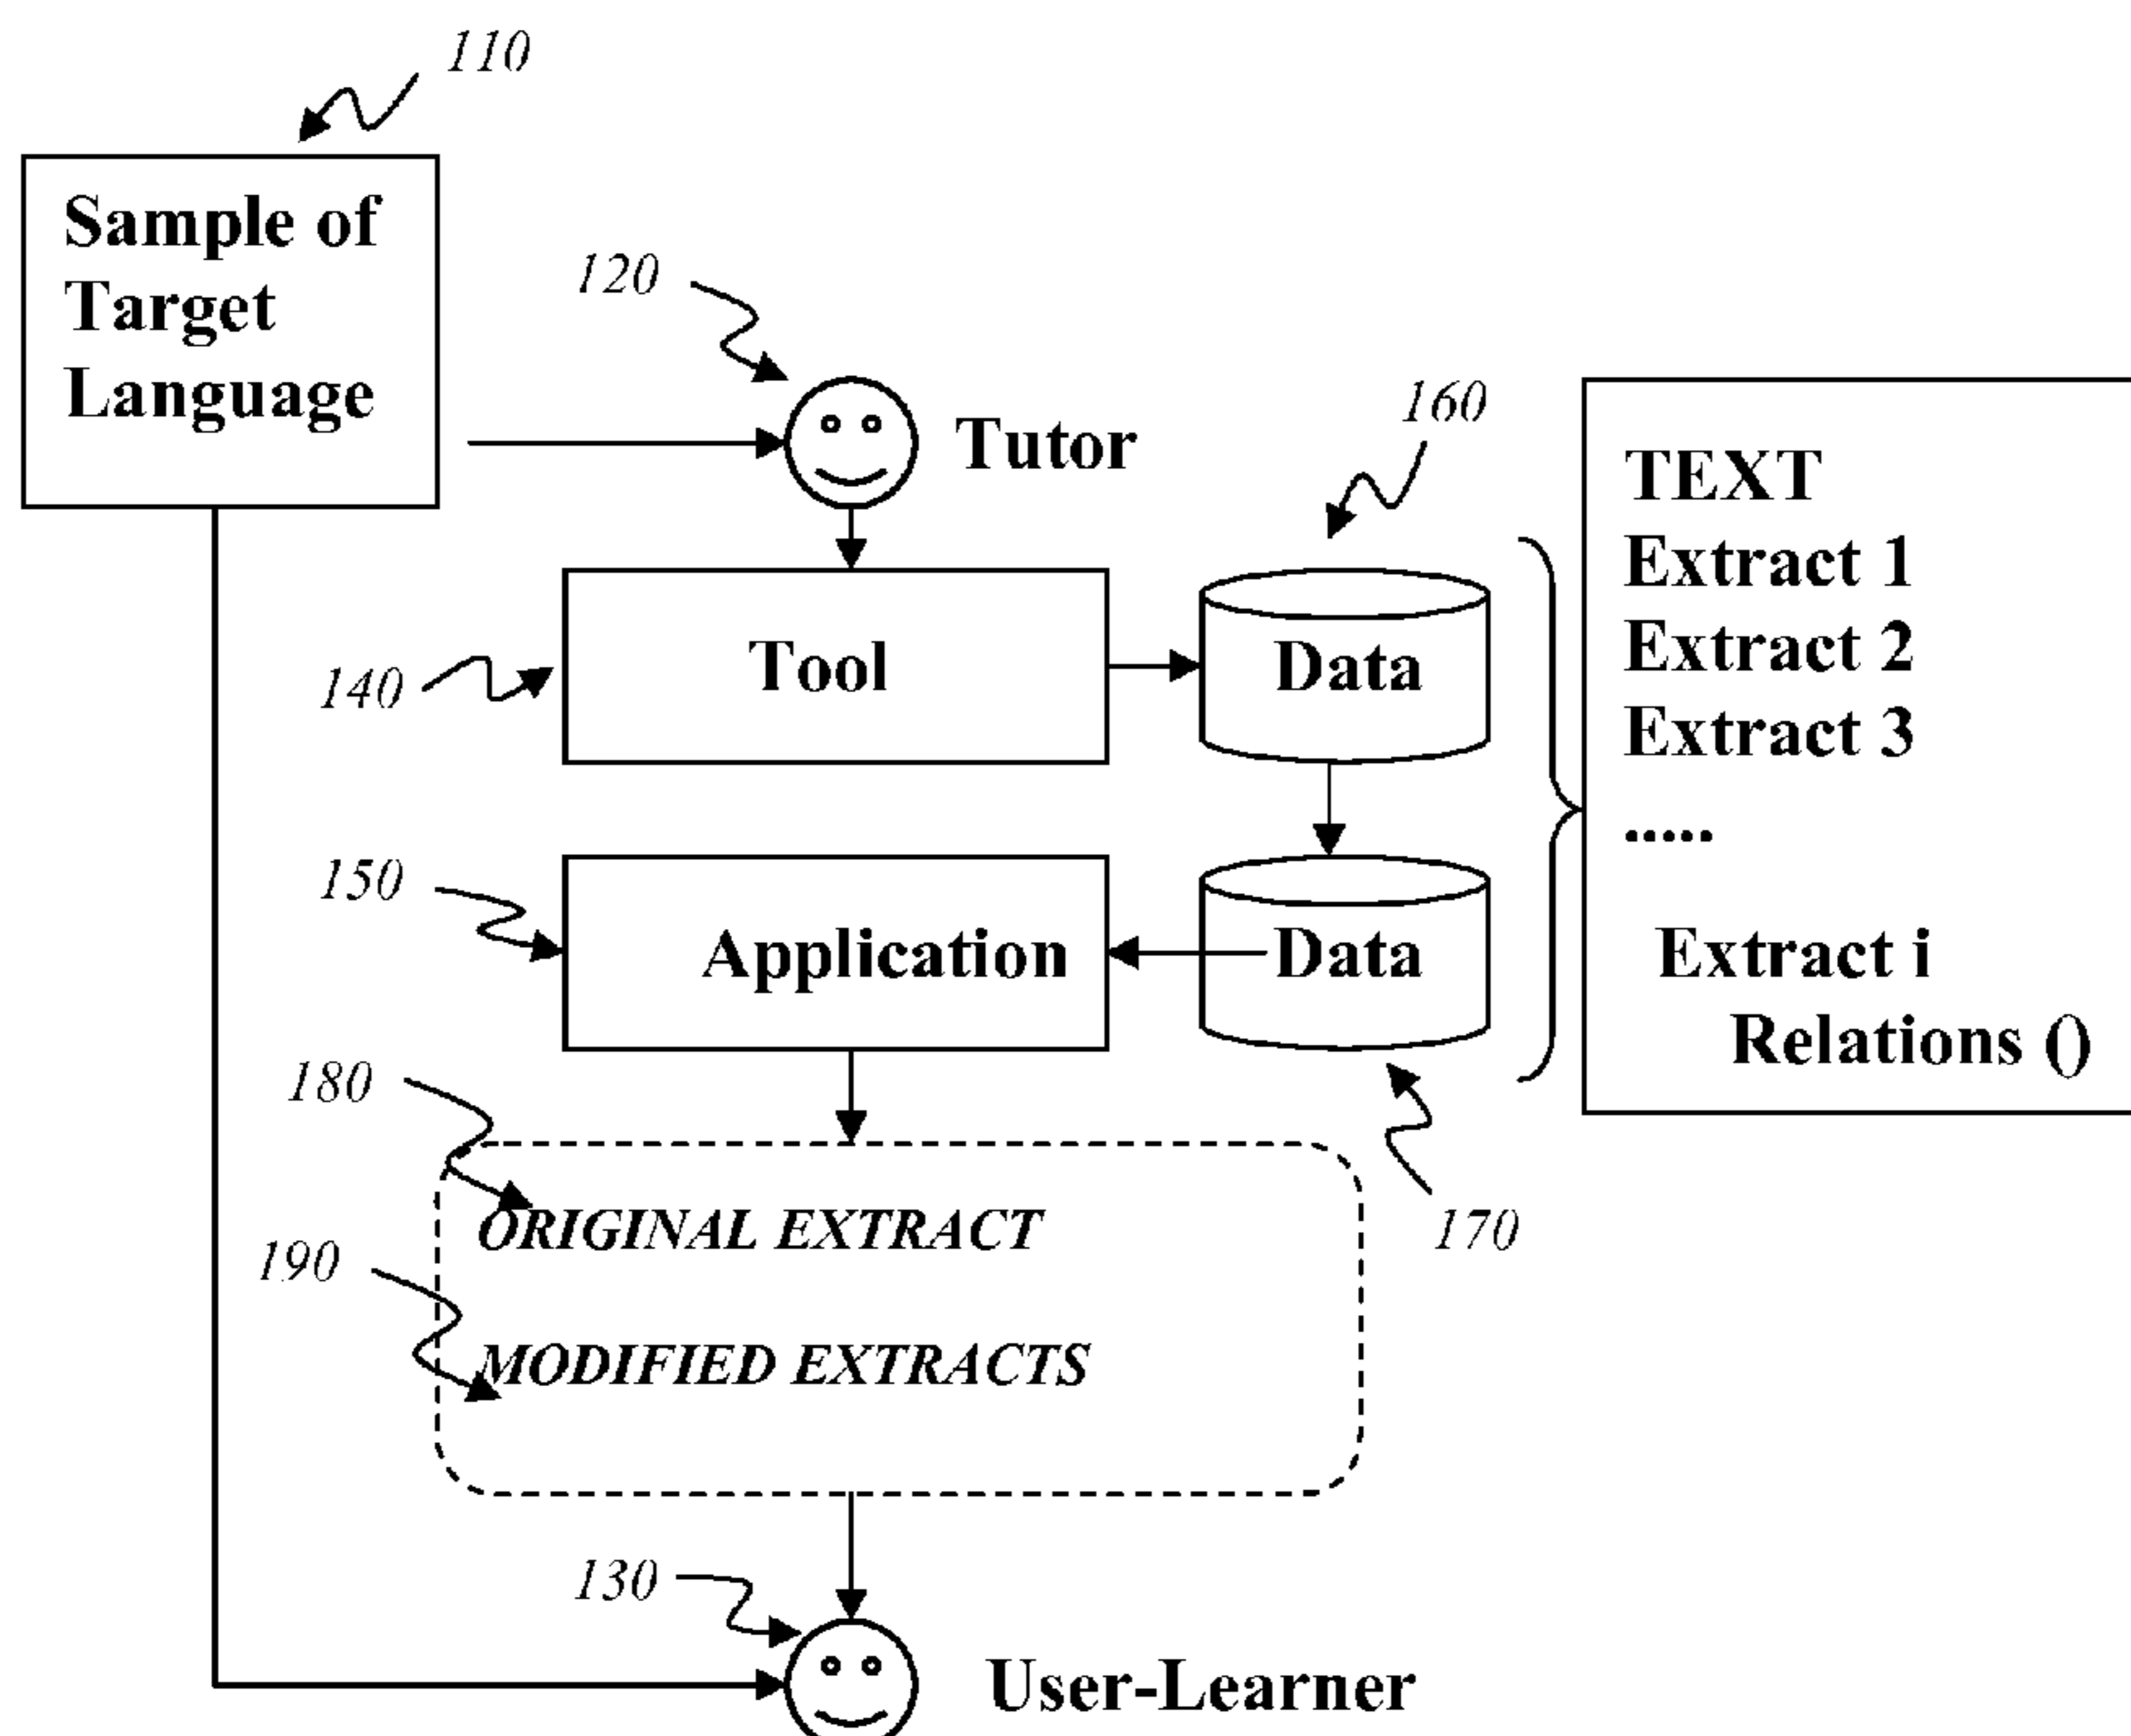 110
Sample of
Target
Language
120
Tutor
160
TEXT
Extract 1
Extract 2
Extract 3
.....
Extract i
Relations ()
140
Tool
Data
150
Application
Data
180
ORIGINAL EXTRACT
170
190
MODIFIED EXTRACTS
130
User-Learner